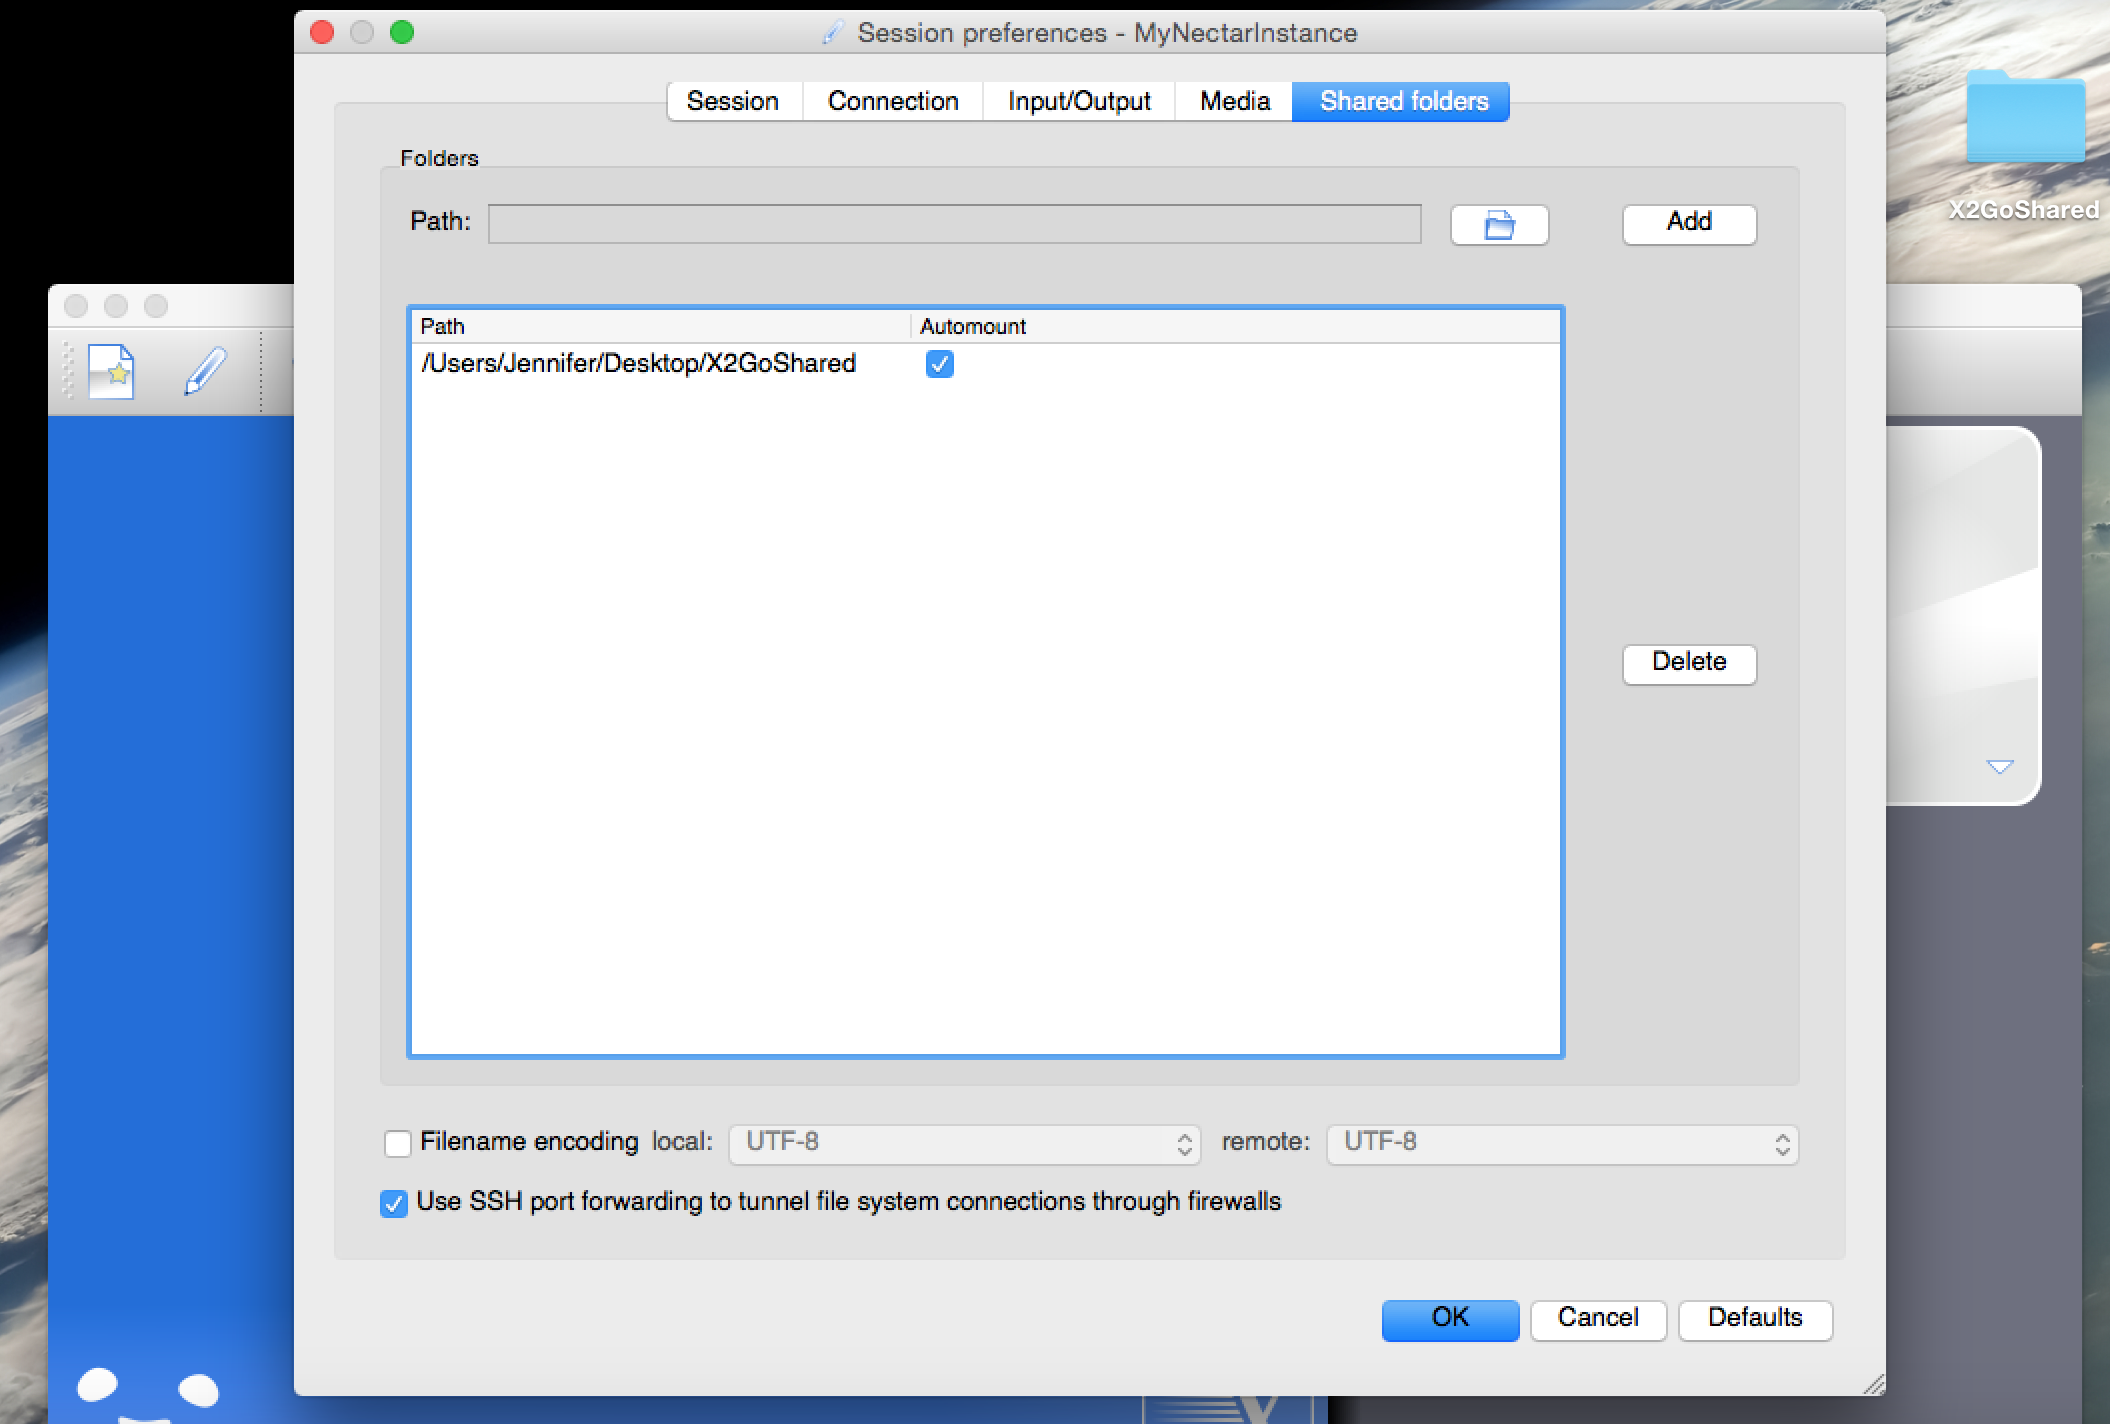 Session preferences - MyNectarInstance
Session Connection Input/Output Media Shared folders
X2GoShared
Folders
Path: Add
Path Automount
/Users/Jennifer/Desktop/X2GoShared
Delete
Filename encoding local: UTF-8 remote: UTF-8
Use SSH port forwarding to tunnel file system connections through firewalls
OK Cancel Defaults